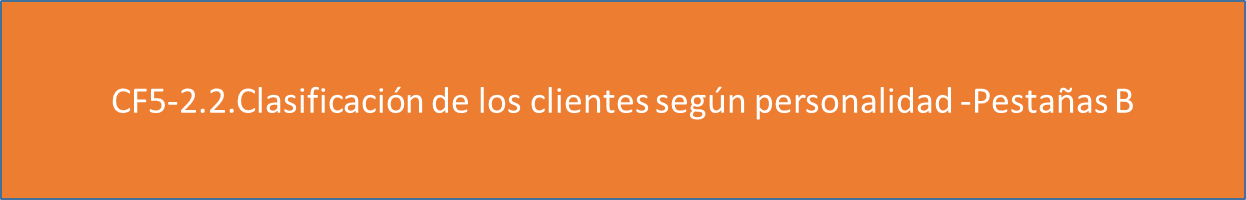 CF5-2.2.Clasificación de los clientes según personalidad -Pestañas B